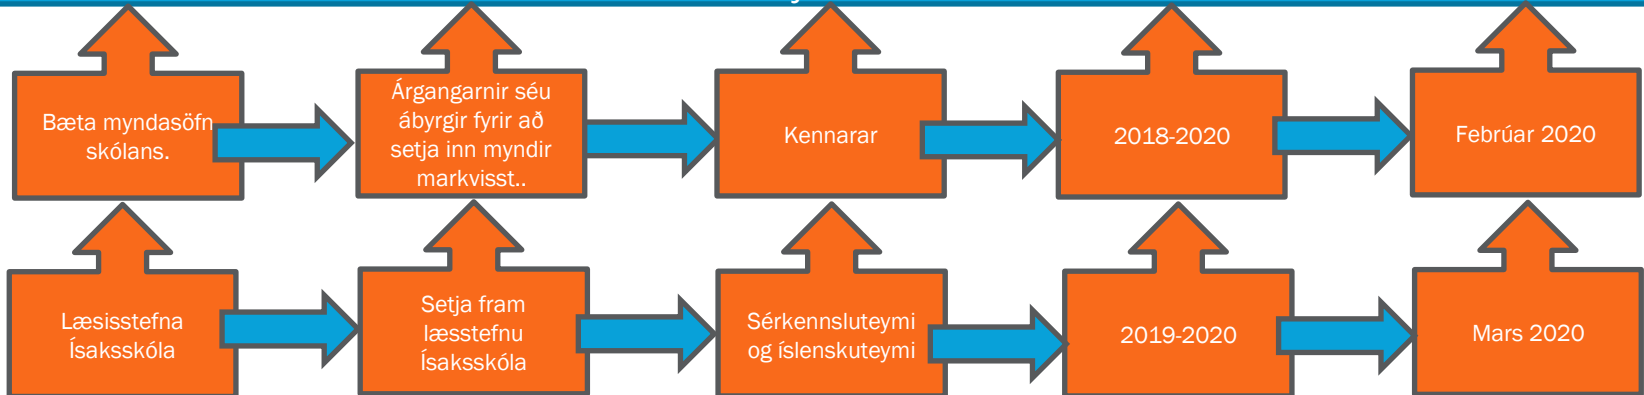 Bæta myndasöfn
skólans.
Árgangarnir séu
ábyrgir fyrir að
setja inn myndir
markvisst..
Kennarar
2018-2020
Febrúar 2020
Læsisstefna
Ísaksskóla
Setja fram
læsstefnu
Ísaksskóla
Sérkennsluteymi
og íslenskuteymi
2019-2020
Mars 2020